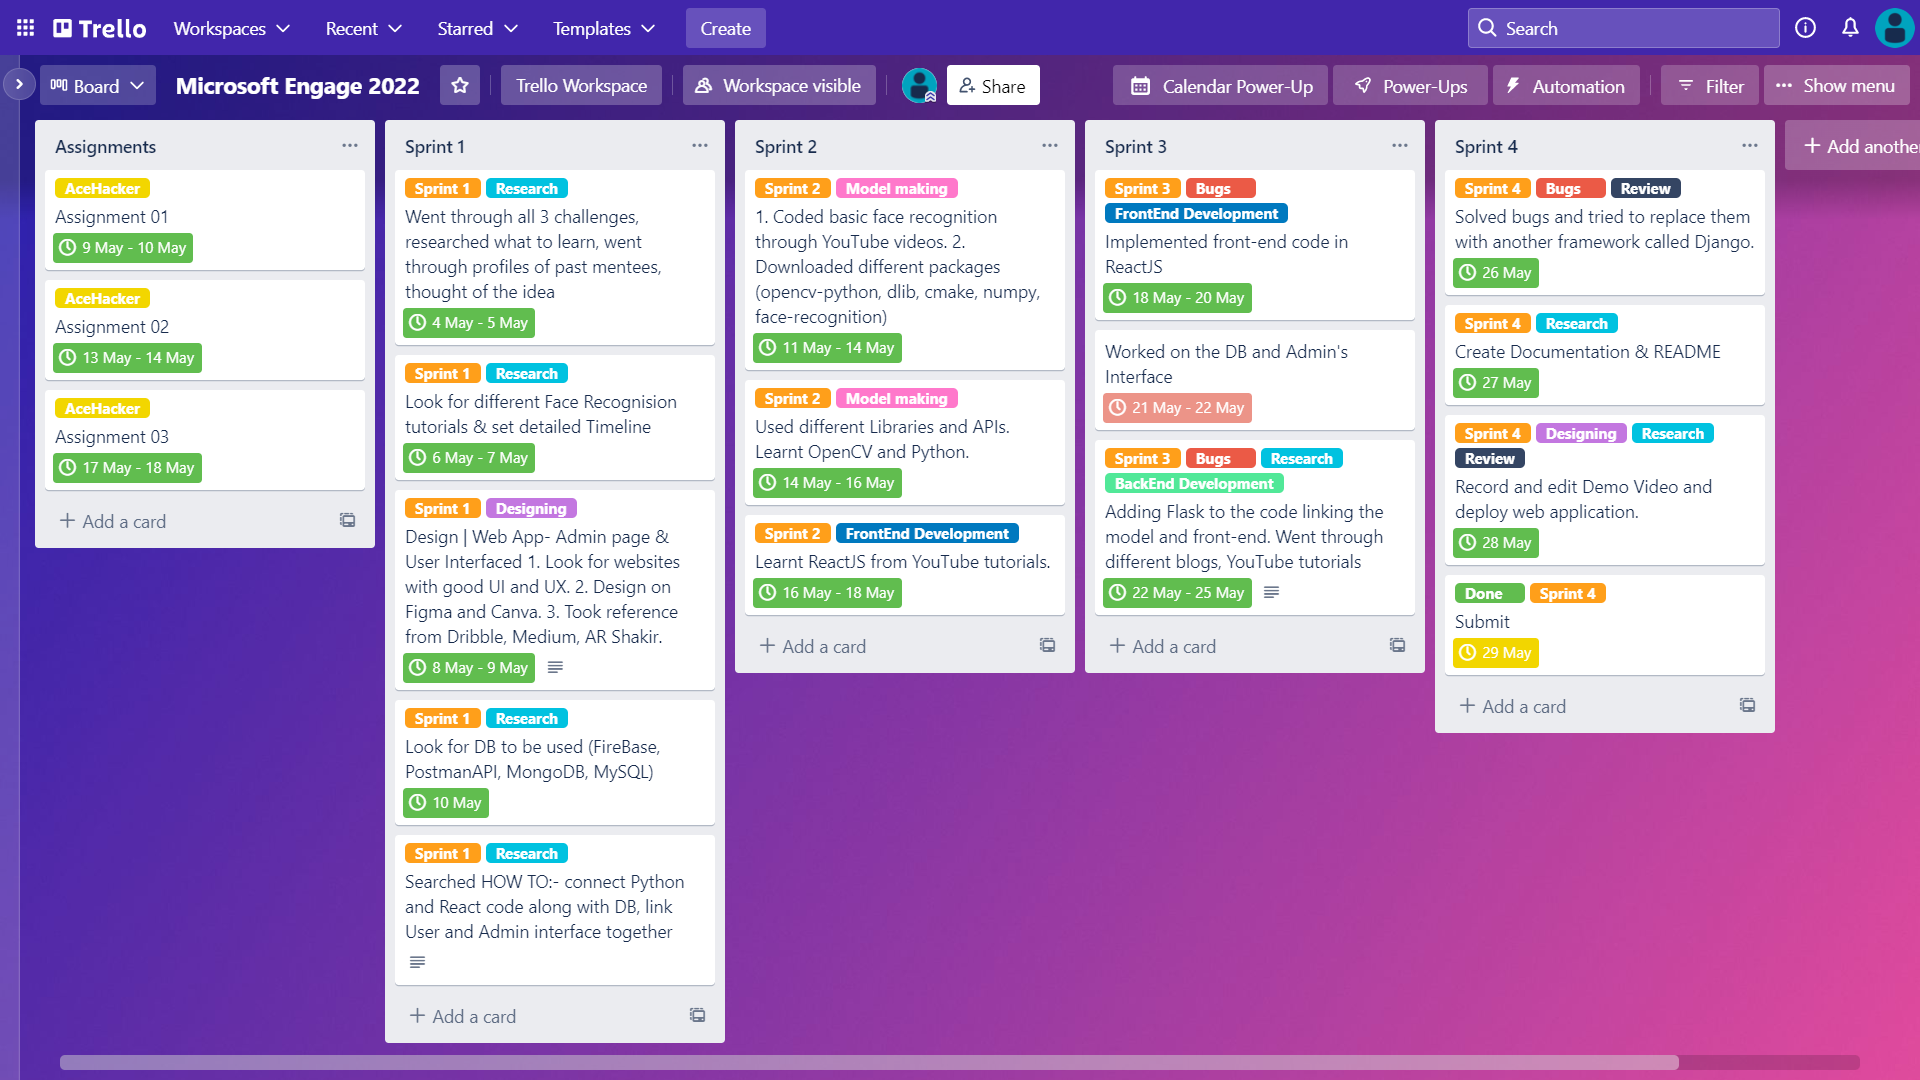 Trello
Workspaces
Recent
Starred
Templates
Create
Search
Board
Microsoft Engage 2022
Trello Workspace
Workspace visible
Share
Calendar Power-Up
Power-Ups
Automation
Filter
Show menu
Assignments
AceHacker
Assignment 01
9 May - 10 May
AceHacker
Assignment 02
13 May - 14 May
AceHacker
Assignment 03
17 May - 18 May
Add a card
Sprint 1
Sprint 1 Research
Went through all 3 challenges,
researched what to learn, went
through profiles of past mentees,
thought of the idea
4 May - 5 May
Sprint 1 Research
Look for different Face Recognision
tutorials & set detailed Timeline
6 May - 7 May
Sprint 1 Designing
Design | Web App- Admin page &
User Interfaced 1. Look for websites
with good UI and UX. 2. Design on
Figma and Canva. 3. Took reference
from Dribble, Medium, AR Shakir.
8 May - 9 May
Sprint 1 Research
Look for DB to be used (FireBase,
PostmanAPI, MongoDB, MySQL)
10 May
Sprint 1 Research
Searched HOW TO:- connect Python
and React code along with DB, link
User and Admin interface together
Add a card
Sprint 2
Sprint 2 Model making
1. Coded basic face recognition
through YouTube videos. 2.
Downloaded different packages
(opencv-python, dlib, cmake, numpy,
face-recognition)
11 May - 14 May
Sprint 2 Model making
Used different Libraries and APIs.
Learnt OpenCV and Python.
14 May - 16 May
Sprint 2 FrontEnd Development
Learnt ReactJS from YouTube tutorials.
16 May - 18 May
Add a card
Sprint 3
Sprint 3 Bugs
FrontEnd Development
Implemented front-end code in
ReactJS
18 May - 20 May
Worked on the DB and Admin's
Interface
21 May - 22 May
Sprint 3 Bugs Research
BackEnd Development
Adding Flask to the code linking the
model and front-end. Went through
different blogs, YouTube tutorials
22 May - 25 May
Add a card
Sprint 4
Sprint 4 Bugs Review
Solved bugs and tried to replace them
with another framework called Django.
26 May
Sprint 4 Research
Create Documentation & README
27 May
Sprint 4 Designing Research
Review
Record and edit Demo Video and
deploy web application.
28 May
Done Sprint 4
Submit
29 May
Add a card
Add another